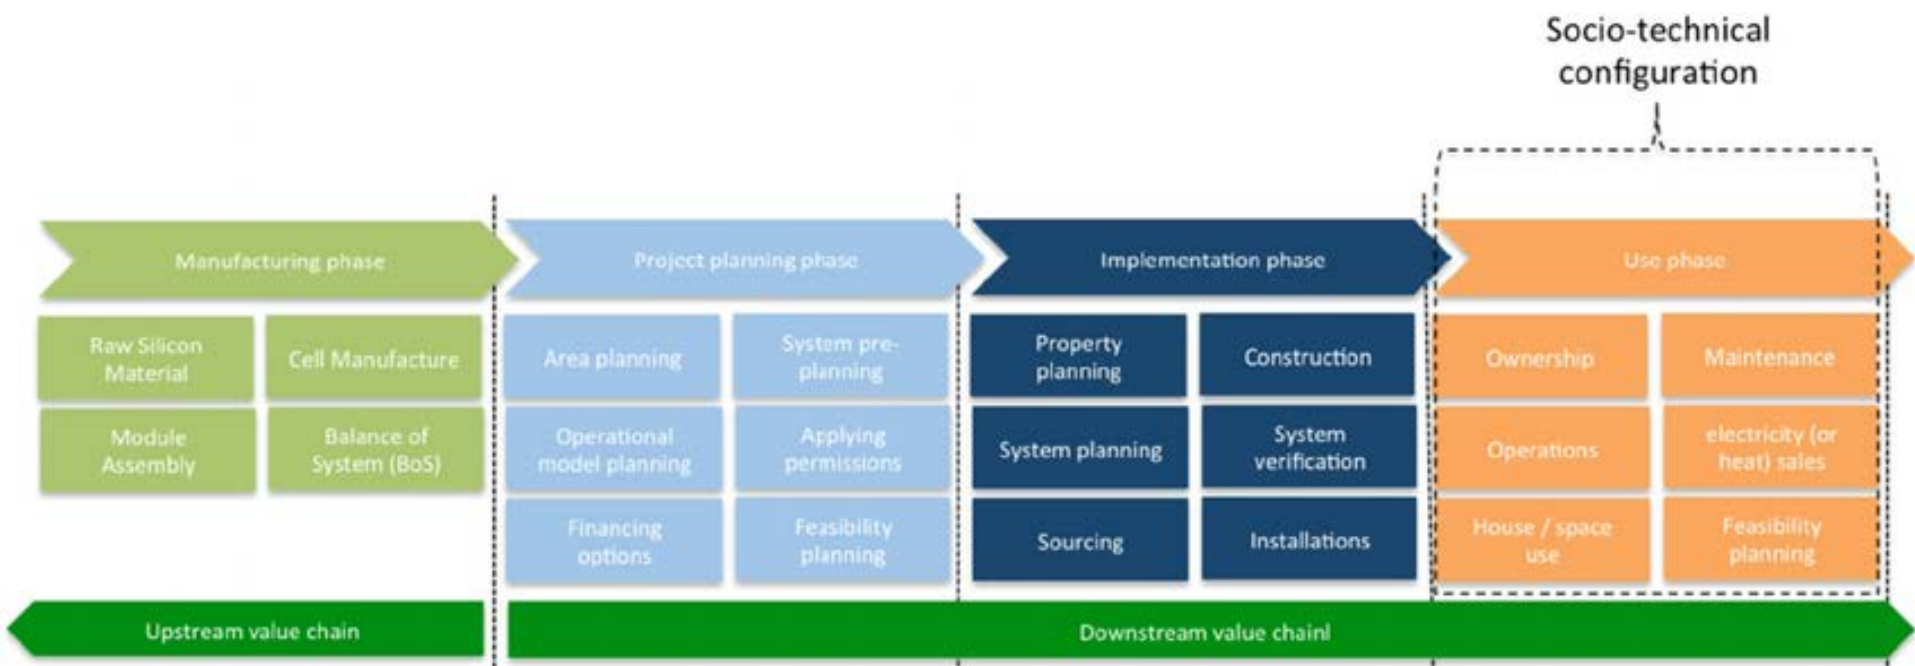 Socio-technical
configuration
Manufacturing phase
Project planning phase
Implementation phase
Use phase
Raw Silicon
Material
Cell Manufacture
Module
Assembly
Balance of
System (BoS)
Area planning
System pre-
planning
Operational
model planning
Applying
permissions
Financing
options
Feasibility
planning
Property
planning
Construction
System planning
System
verification
Sourcing
Installations
Ownership
Maintenance
Operations
electricity (or
heat) sales
House / space
use
Feasibility
planning
Upstream value chain
Downstream value chainl